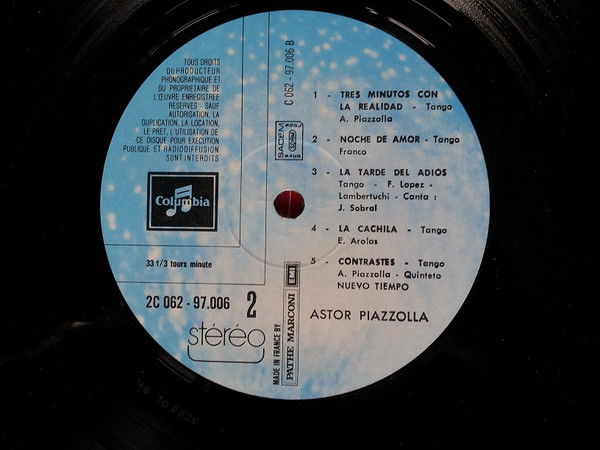 TOUS DROITS
DU PRODUCTEUR
PHONOGRAPHIQUE ET
DU PROPRIETAIRE DE
L'ŒUVRE ENREGISTREE
RESERVES - SAUF
AUTORISATION, LA
DUPLICATION, LA LOCATION,
LE PRET, L'UTILISATION DE
CE DISQUE POUR EXECUTION
PUBLIQUE ET RADIODIFFUSION
SONT INTERDITS
Columbia
33 1/3 tours minute
2C 062 - 97.006 2
stéréo
C 062 - 97.006 B
SACEM
MADE IN FRANCE BY
PATHE MARCONI EMI
1 - TRES MINUTOS CON
LA REALIDAD - Tango
A. Piazzolla
2 - NOCHE DE AMOR - Tango
Franco
3 - LA TARDE DEL ADIOS
Tango - F. Lopez -
Lambertuchi - Canta :
J. Sobral
4 - LA CACHILA - Tango
E. Arolas
5 - CONTRASTES - Tango
A. Piazzolla - Quinteto
NUEVO TIEMPO
ASTOR PIAZZOLLA